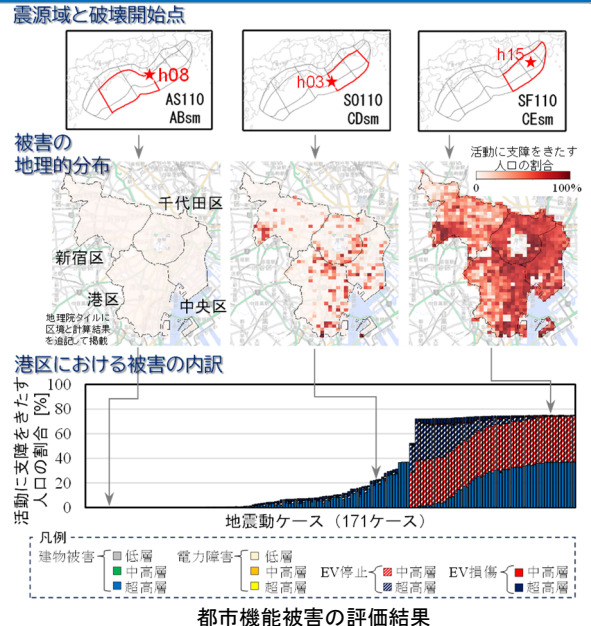 震源域と破壊開始点
h08
AS110
ABsm
h03
S0110
CDsm
h15
SF110
CEsm
被害の
地理的分布
活動に支障をきたす
人口の割合
0 100%
千代田区
新宿区
港区
中央区
地理院タイルに
区境と計算結果
を追記して掲載
港区における被害の内訳
活動に支障をきたす
人口の割合 [%]
100
80
60
40
20
0
地震動ケース（171ケース）
凡例
建物被害
低層
中高層
超高層
電力障害
低層
中高層
超高層
EV停止
中高層
超高層
EV損傷
中高層
超高層
都市機能被害の評価結果